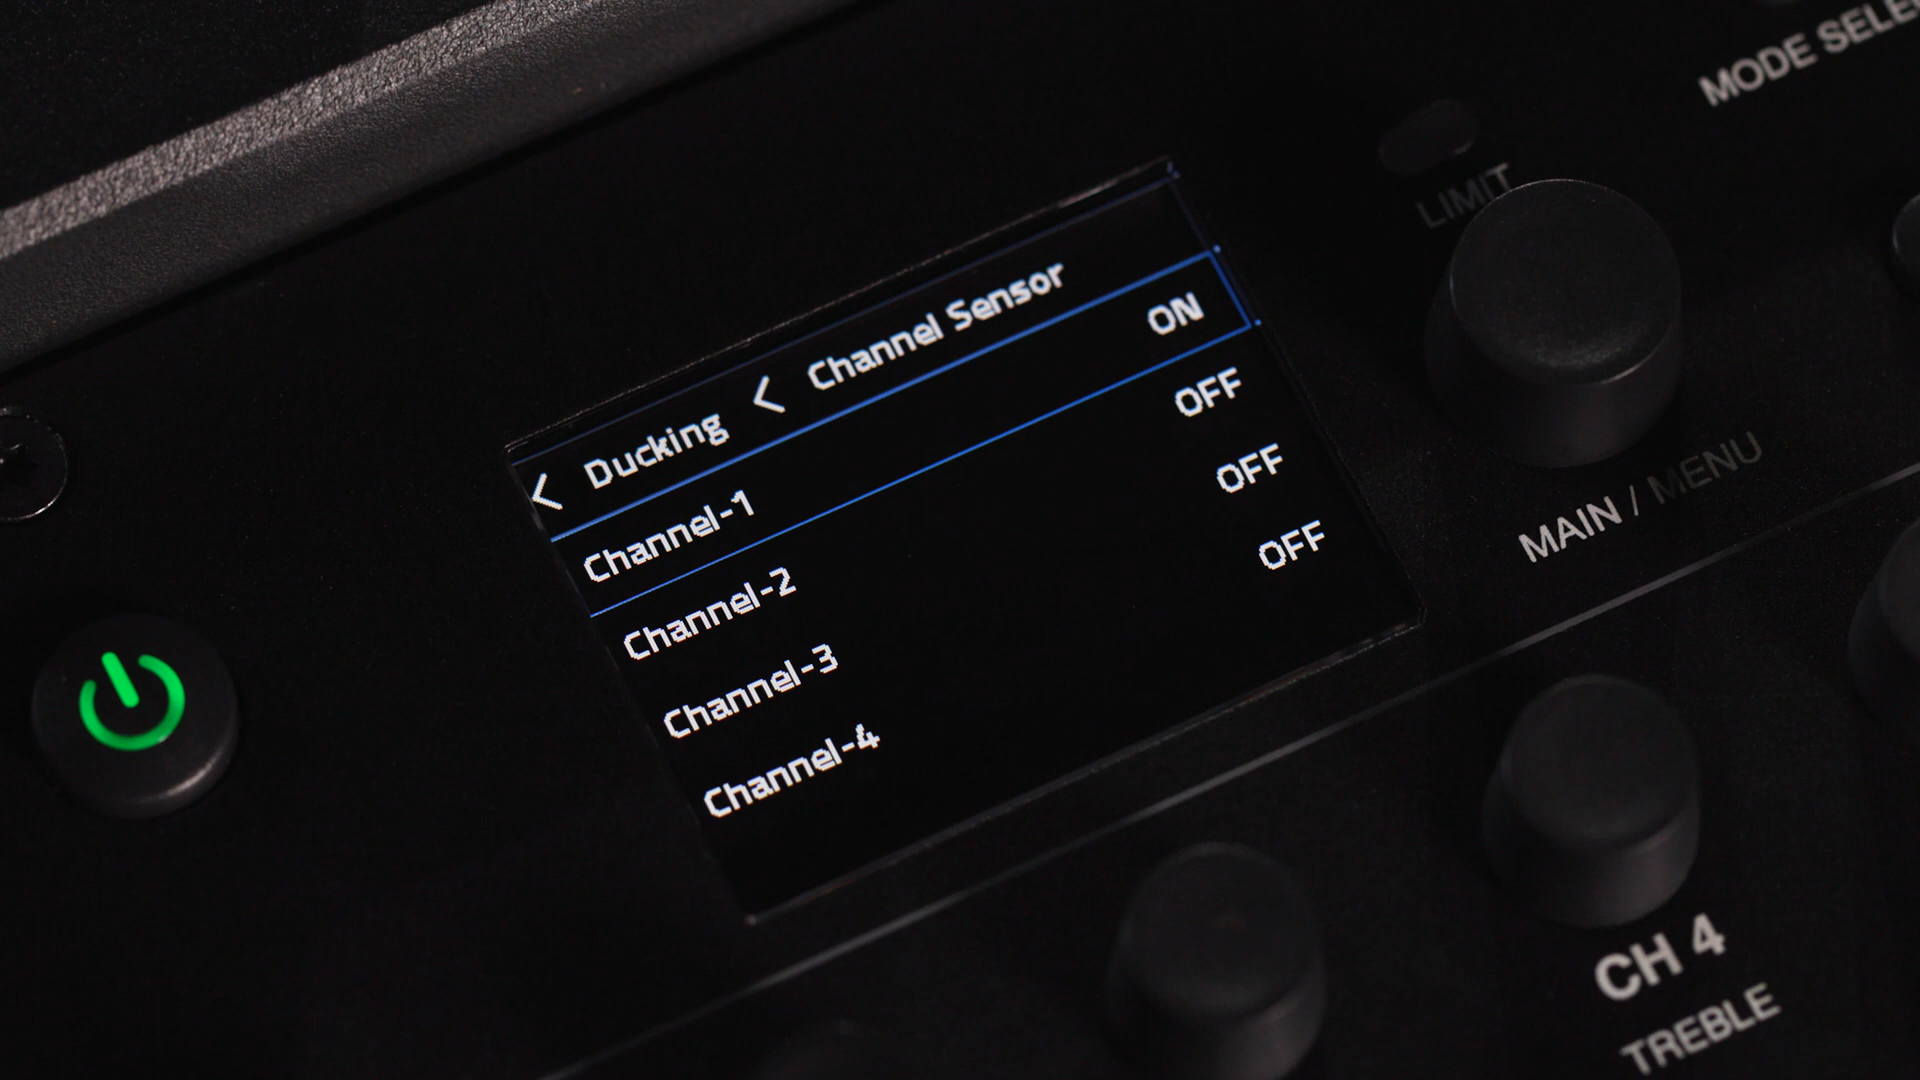 MODE SELE
LIMIT
< Ducking < Channel Sensor
Channel-1 ON
Channel-2 OFF
Channel-3 OFF
Channel-4 OFF
MAIN / MENU
CH 4
TREBLE